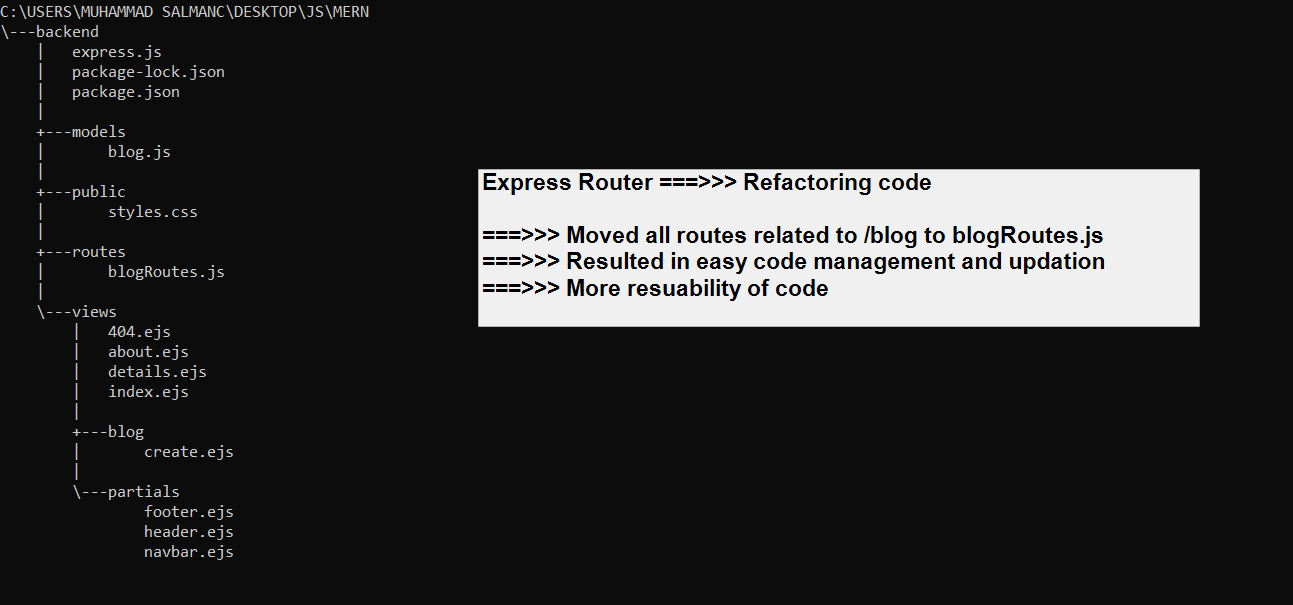 C:\USERS\MUHAMMAD SALMANC\DESKTOP\JS\MERN
\---backend
    |   express.js
    |   package-lock.json
    |   package.json
    |
    +---models
    |       blog.js
    |
    +---public
    |       styles.css
    |
    +---routes
    |       blogRoutes.js
    |
    \---views
        |   404.ejs
        |   about.ejs
        |   details.ejs
        |   index.ejs
        |
        +---blog
        |       create.ejs
        |
        \---partials
                footer.ejs
                header.ejs
                navbar.ejs
Express Router ===>>> Refactoring code
===>>> Moved all routes related to /blog to blogRoutes.js
===>>> Resulted in easy code management and updation
===>>> More resuability of code